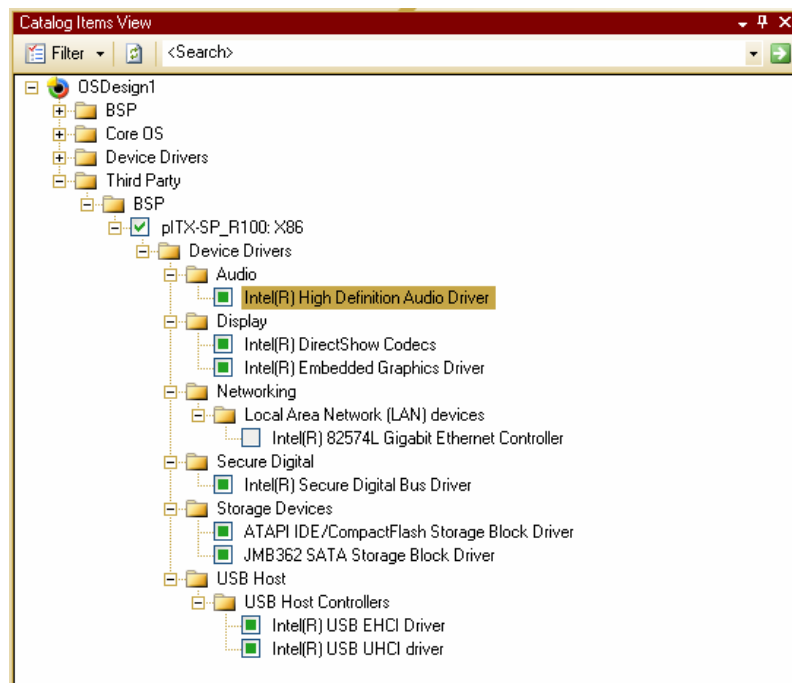 Catalog Items View
Filter
<Search>
OSDesign1
BSP
Core OS
Device Drivers
Third Party
BSP
pITX-SP_R100: X86
Device Drivers
Audio
Intel(R) High Definition Audio Driver
Display
Intel(R) DirectShow Codecs
Intel(R) Embedded Graphics Driver
Networking
Local Area Network (LAN) devices
Intel(R) 82574L Gigabit Ethernet Controller
Secure Digital
Intel(R) Secure Digital Bus Driver
Storage Devices
ATAPI IDE/CompactFlash Storage Block Driver
JMB362 SATA Storage Block Driver
USB Host
USB Host Controllers
Intel(R) USB EHCI Driver
Intel(R) USB UHCI driver